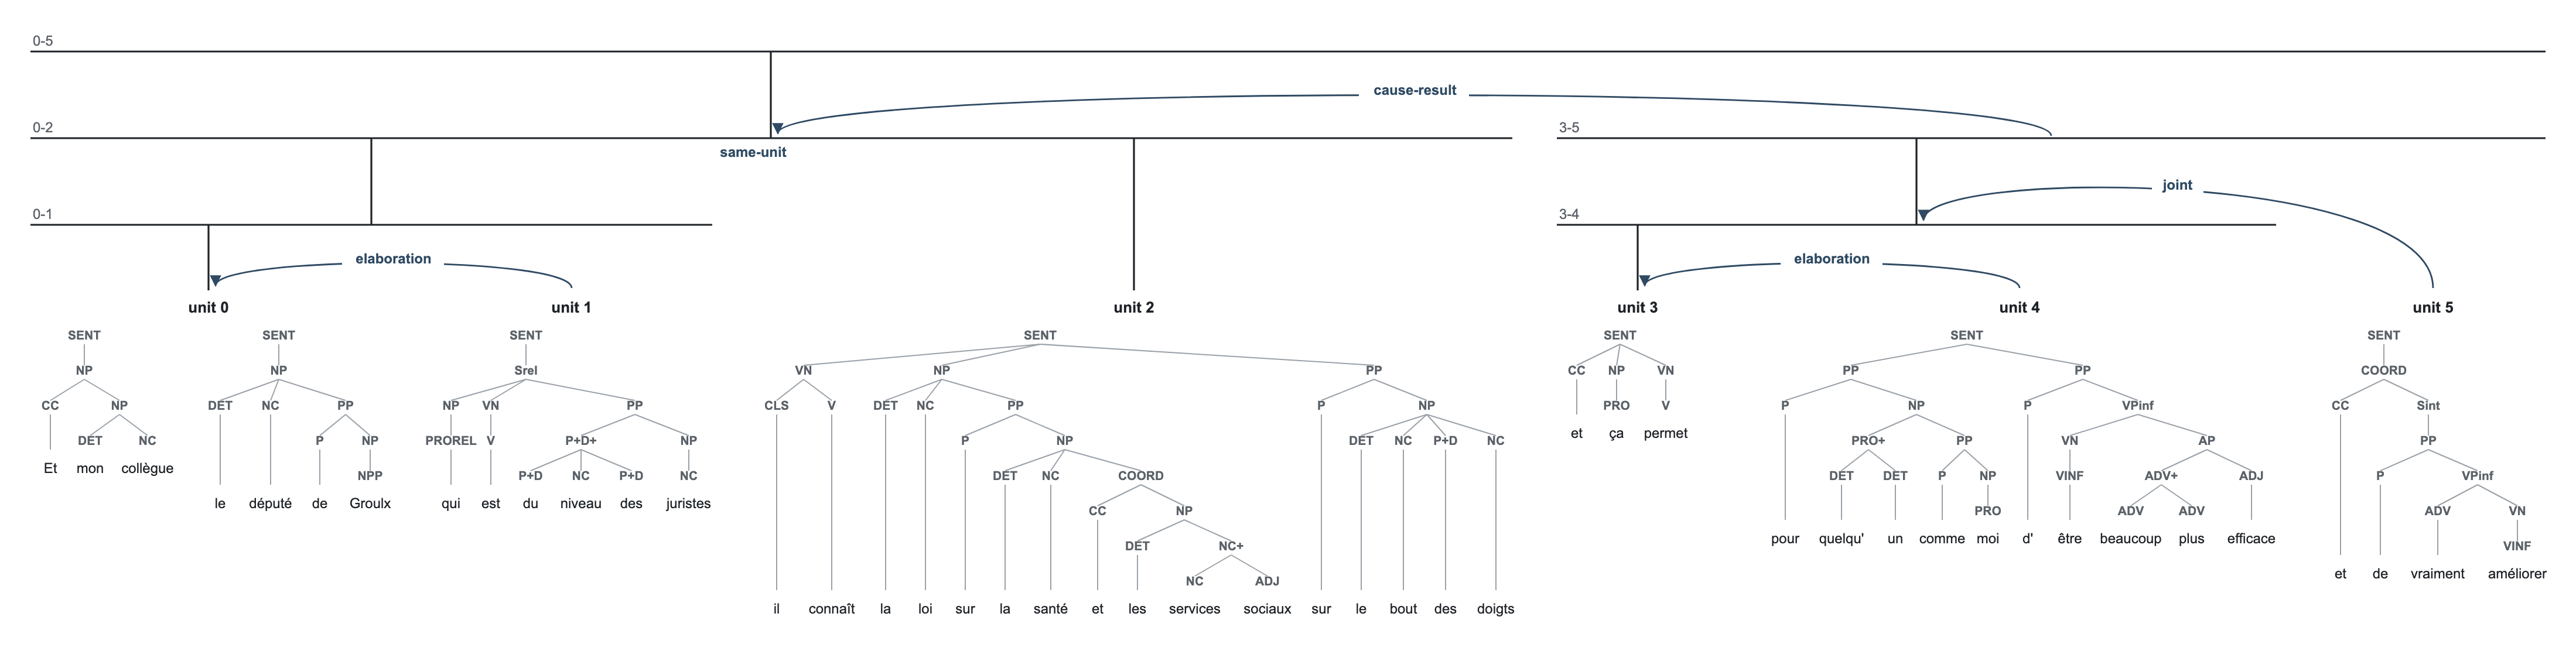 0-5
cause-result
0-2 3-5
same-unit
joint
0-1 3-4
elaboration elaboration
unit 0 unit 1 unit 2 unit 3 unit 4 unit 5
SENT SENT SENT SENT SENT SENT SENT
NP NP Srel VN NP PP CC NP VN PP PP COORD
CC NP DET NC PP NP VN PP CLS V DET NC PP P NP PRO V P NP P VPinf CC Sint
et ça permet
DET NC P NP PROREL V P+D+ NP P NP DET NC P+D NC PRO+ PP VN AP PP
Et mon collègue
NPP P+D NC P+D NC DET NC COORD DET DET P NP VINF ADV+ ADJ P VPinf
le député de Groulx qui est du niveau des juristes
CC NP PRO ADV ADV ADV VN
pour quelqu' un comme moi d' être beaucoup plus efficace
DET NC+ VINF
et de vraiment améliorer
NC ADJ
il connaît la loi sur la santé et les services sociaux sur le bout des doigts